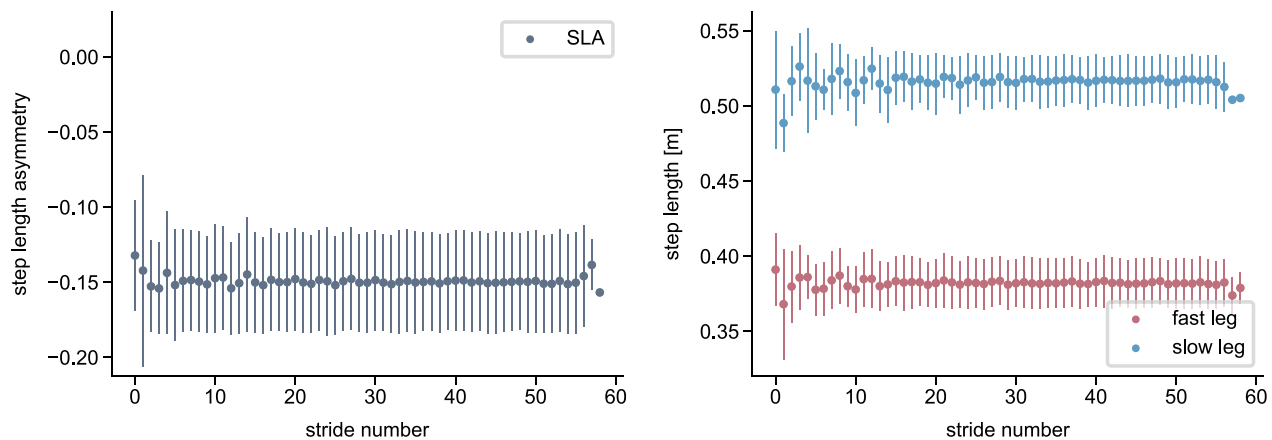 0.00
−0.05
−0.10
−0.15
−0.20
step length asymmetry
SLA
0 10 20 30 40 50 60
stride number
0.55
0.50
0.45
0.40
0.35
step length [m]
fast leg
slow leg
0 10 20 30 40 50 60
stride number